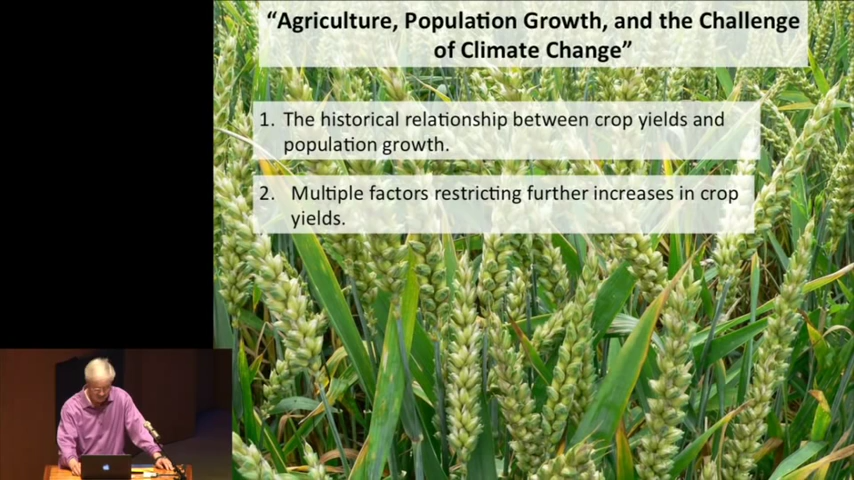 “Agriculture, Population Growth, and the Challenge
of Climate Change”
1. The historical relationship between crop yields and
population growth.
2. Multiple factors restricting further increases in crop
yields.